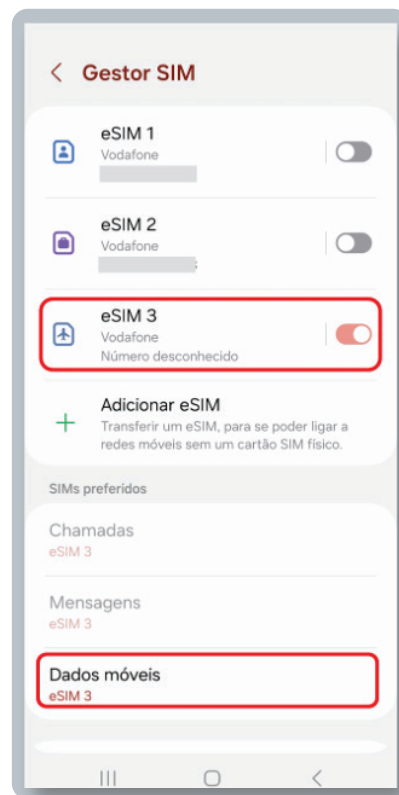 Gestor SIM
eSIM 1
Vodafone
eSIM 2
Vodafone
eSIM 3
Vodafone
Número desconhecido
Adicionar eSIM
Transferir um eSIM, para se poder ligar a
redes móveis sem um cartão SIM físico.
SIMs preferidos
Chamadas
eSIM 3
Mensagens
eSIM 3
Dados móveis
eSIM 3